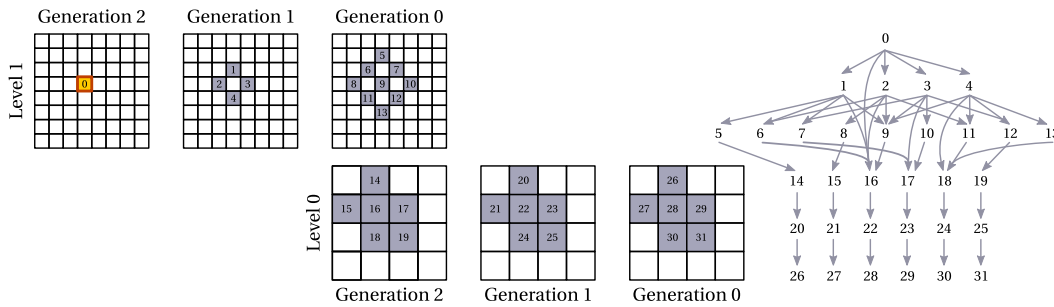 Generation 2
Generation 1
Generation 0
Level 1
0
1
2 3
4
5
6 7
8 9 10
11 12
13
Level 0
14
15 16 17
18 19
20
21 22 23
24 25
26
27 28 29
30 31
Generation 2
Generation 1
Generation 0
0
1 2 3 4
5 6 7 8 9 10 11 12 13
14 15 16 17 18 19
20 21 22 23 24 25
26 27 28 29 30 31